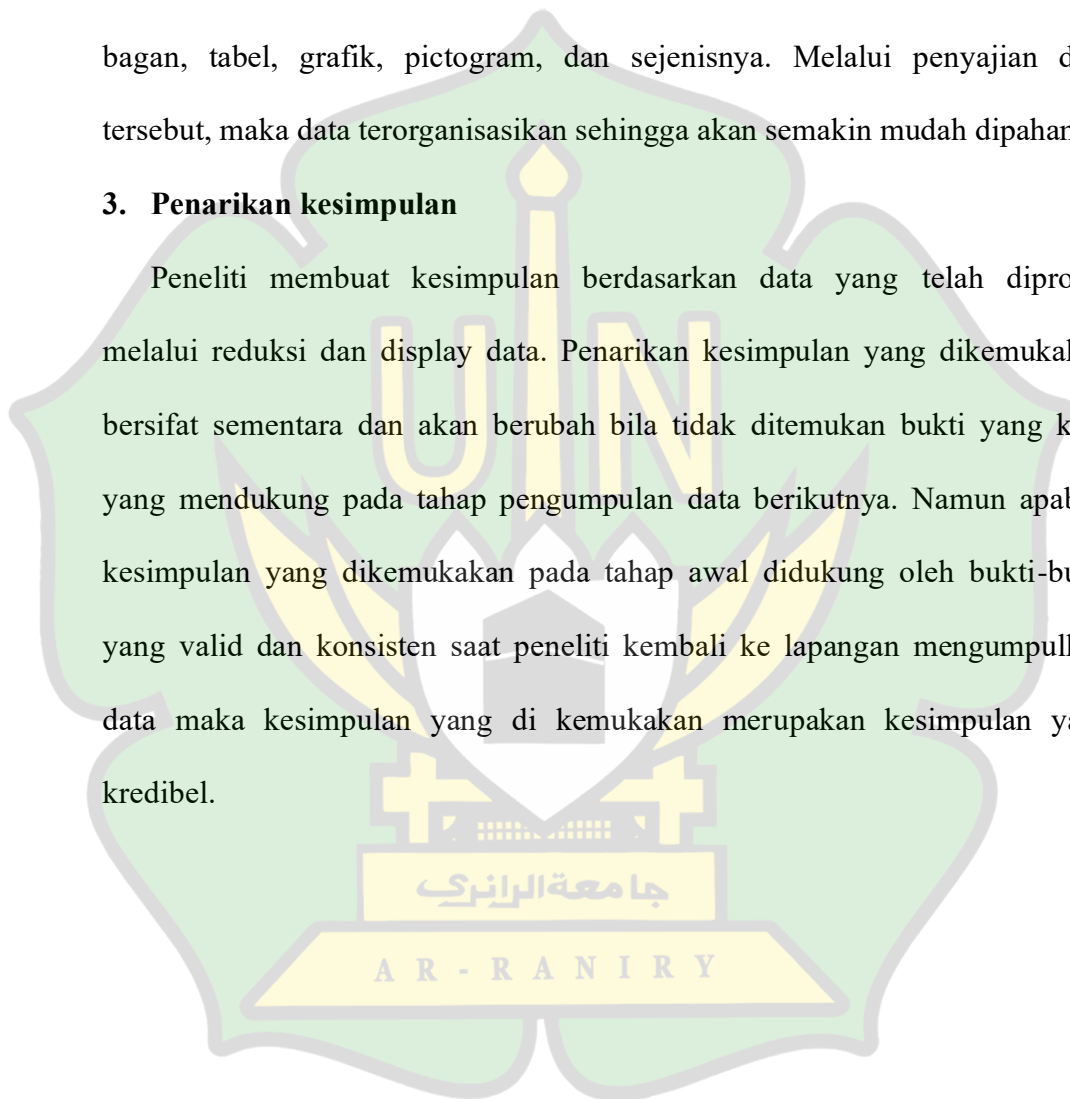 bagan, tabel, grafik, pictogram, dan sejenisnya. Melalui penyajian
tersebut, maka data terorganisasikan sehingga akan semakin mudah
3. Penarikan kesimpulan
Peneliti membuat kesimpulan berdasarkan data yang telah
melalui reduksi dan display data. Penarikan kesimpulan yang
bersifat sementara dan akan berubah bila tidak ditemukan bukti yang
yang mendukung pada tahap pengumpulan data berikutnya. Namun
kesimpulan yang dikemukakan pada tahap awal didukung oleh
yang valid dan konsisten saat peneliti kembali ke lapangan
data maka kesimpulan yang di kemukakan merupakan kesimpulan
kredibel.
UIN
جامعة الرانري
AR-RANIRY